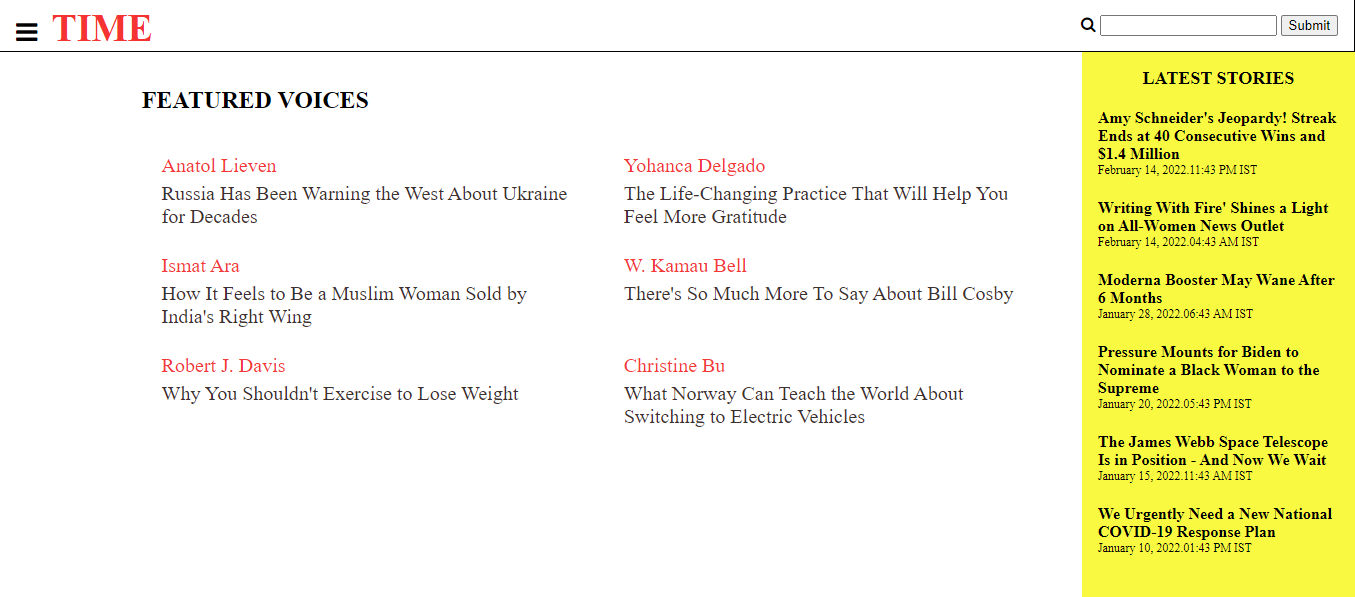 TIME
Submit
FEATURED VOICES
Anatol Lieven
Russia Has Been Warning the West About Ukraine
for Decades
Yohanca Delgado
The Life-Changing Practice That Will Help You
Feel More Gratitude
Ismat Ara
How It Feels to Be a Muslim Woman Sold by
India's Right Wing
W. Kamau Bell
There's So Much More To Say About Bill Cosby
Robert J. Davis
Why You Shouldn't Exercise to Lose Weight
Christine Bu
What Norway Can Teach the World About
Switching to Electric Vehicles
LATEST STORIES
Amy Schneider's Jeopardy! Streak
Ends at 40 Consecutive Wins and
$1.4 Million
February 14, 2022.11:43 PM IST
Writing With Fire' Shines a Light
on All-Women News Outlet
February 14, 2022.04:43 AM IST
Moderna Booster May Wane After
6 Months
January 28, 2022.06:43 AM IST
Pressure Mounts for Biden to
Nominate a Black Woman to the
Supreme
January 20, 2022.05:43 PM IST
The James Webb Space Telescope
Is in Position - And Now We Wait
January 15, 2022.11:43 AM IST
We Urgently Need a New National
COVID-19 Response Plan
January 10, 2022.01:43 PM IST